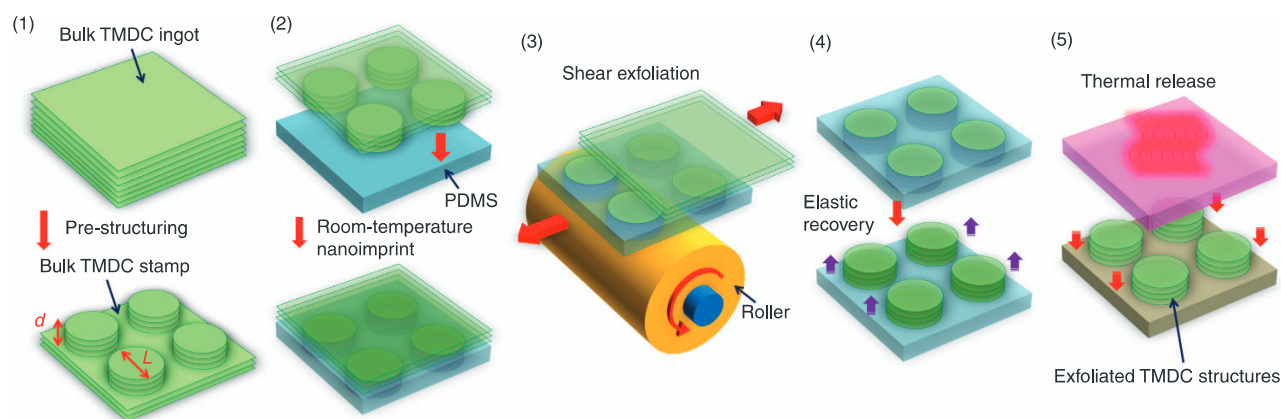 (1)
Bulk TMDC ingot
Pre-structuring
Bulk TMDC stamp
d
L
(2)
PDMS
Room-temperature
nanoimprint
(3)
Shear exfoliation
Roller
(4)
Elastic
recovery
(5)
Thermal release
Exfoliated TMDC structures